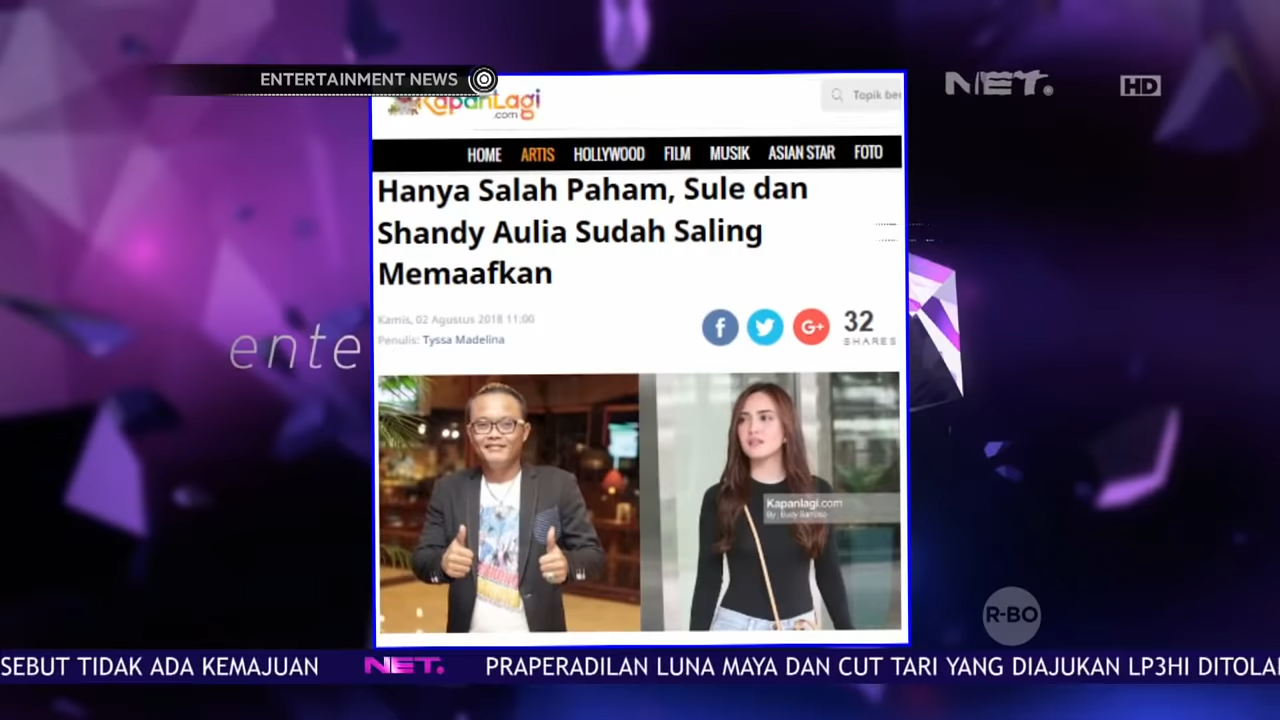 ENTERTAINMENT NEWS
NET.
HD
KapanLagi
.com
HOME ARTIS HOLLYWOOD FILM MUSIK ASIAN STAR FOTO
Hanya Salah Paham, Sule dan
Shandy Aulia Sudah Saling
Memaafkan
Kamis, 02 Agustus 2018 11:00
Penulis: Tyssa Madelina
f
G+
32
SHARES
ente
Kapanlagi.com
R-BO
SEBUT TIDAK ADA KEMAJUAN NET. PRAPERADILAN LUNA MAYA DAN CUT TARI YANG DIAJUKAN LP3HI DITOLA